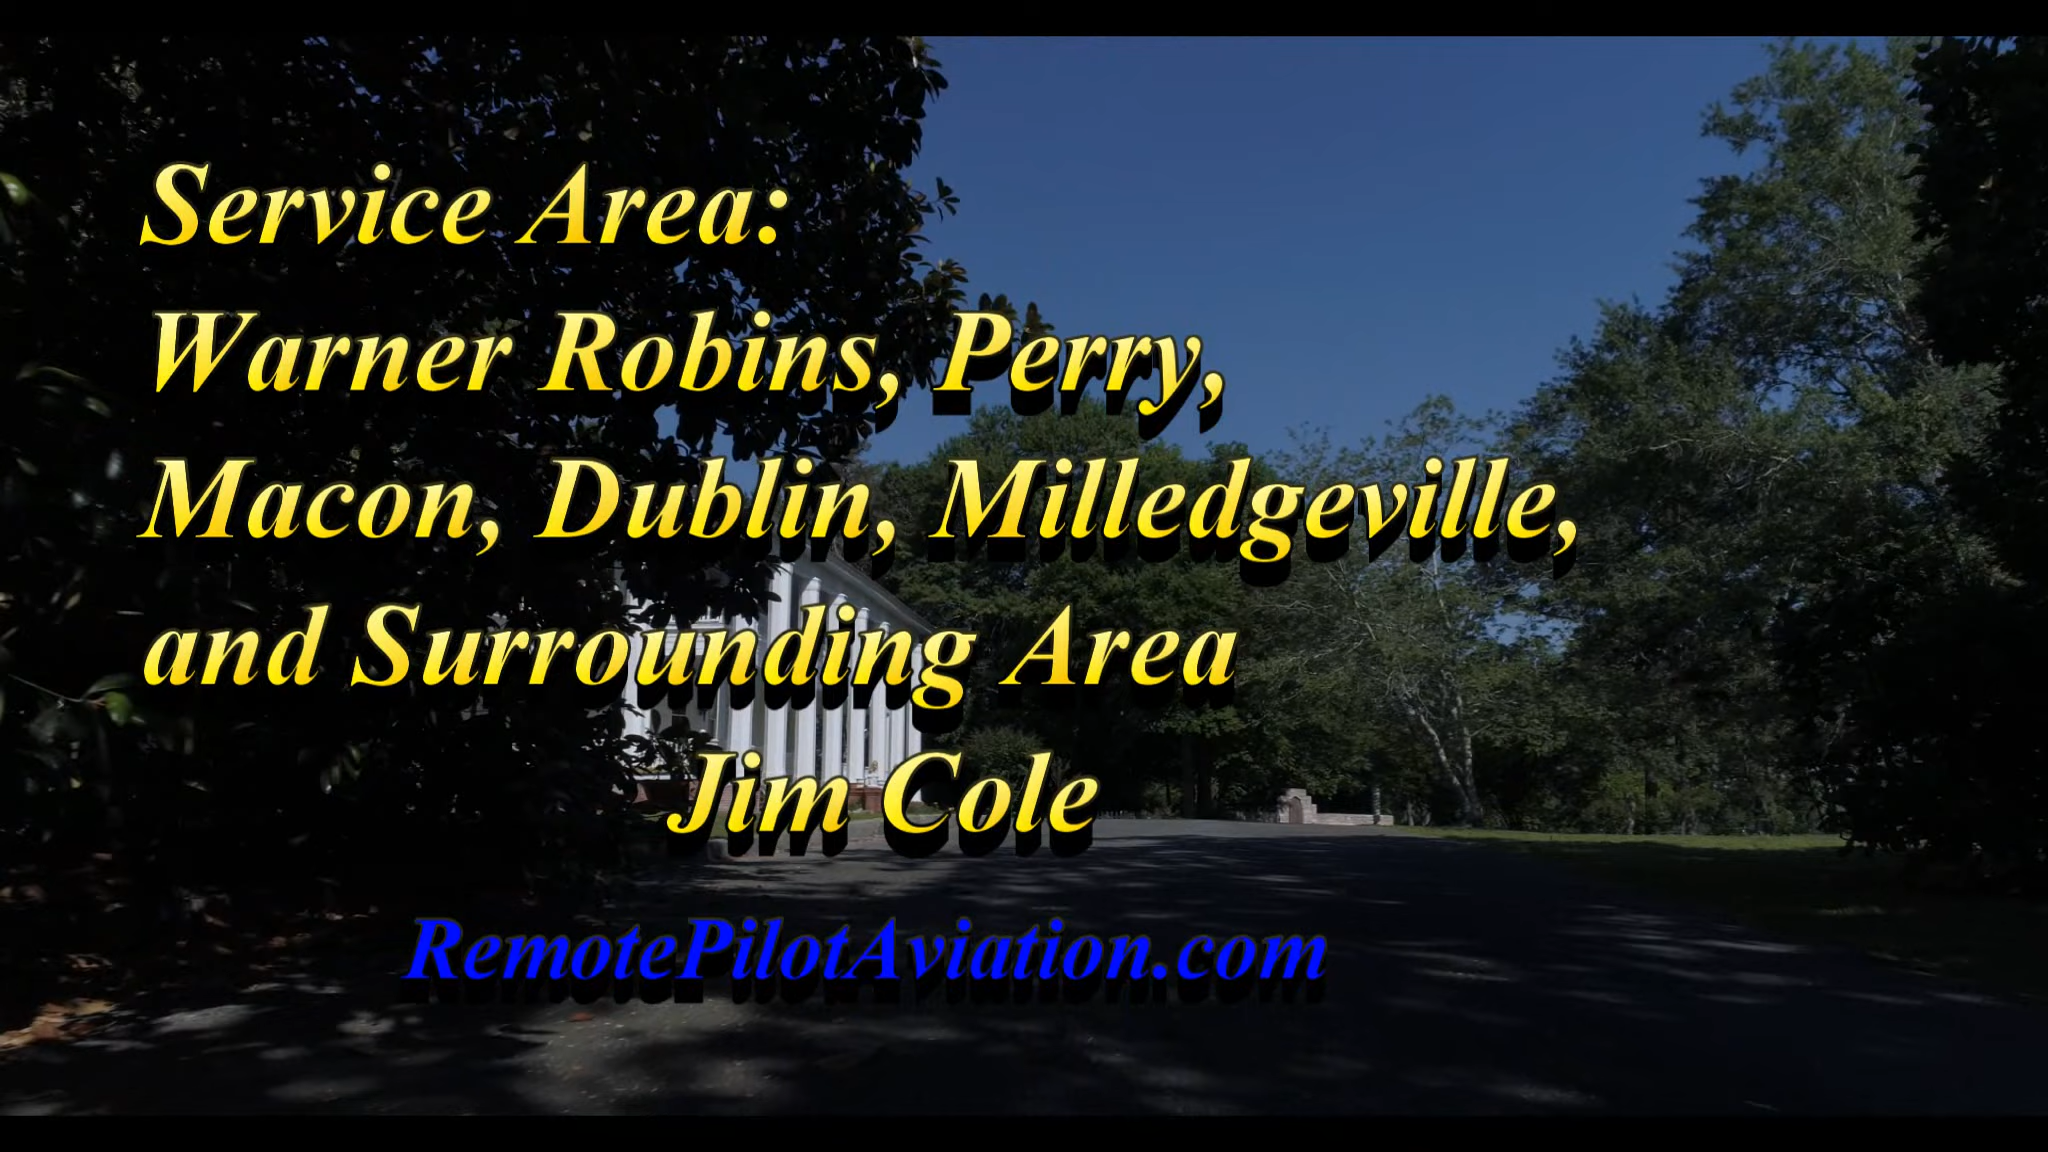 Service Area:
Warner Robins, Perry,
Macon, Dublin, Milledgeville,
and Surrounding Area
Jim Cole
RemotePilotAviation.com